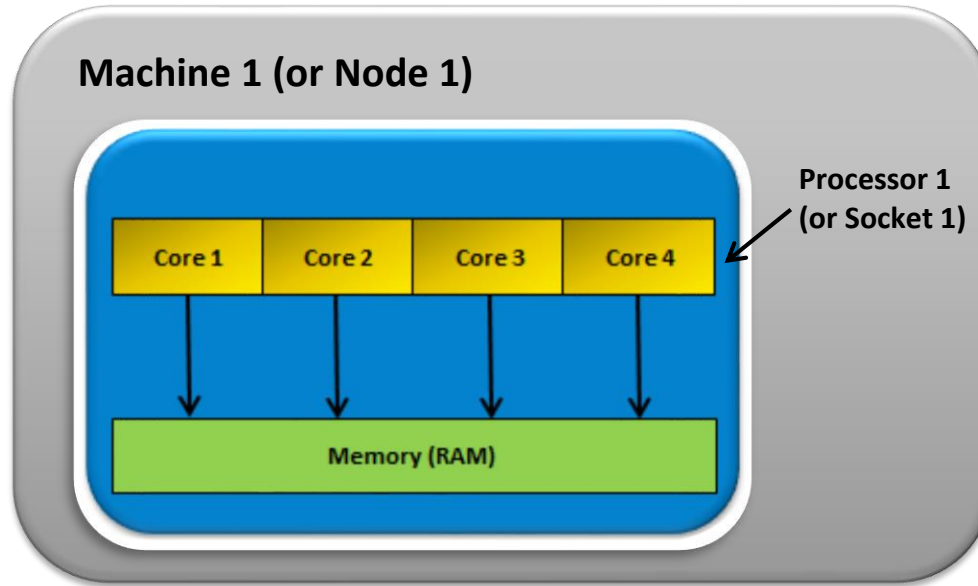 Machine 1 (or Node 1)
Processor 1
(or Socket 1)
Core 1
Core 2
Core 3
Core 4
Memory (RAM)